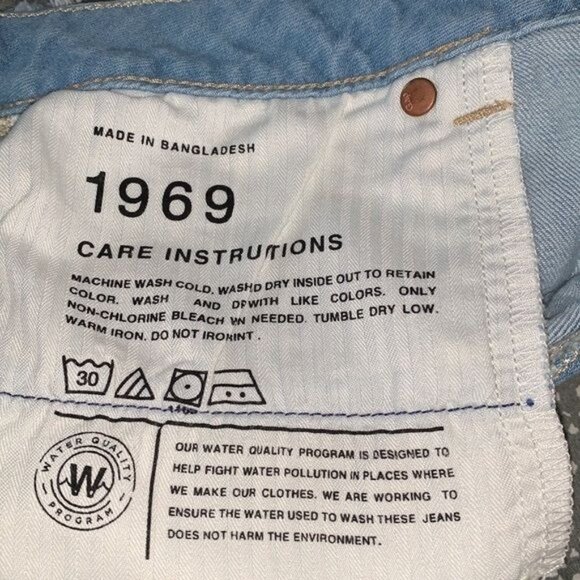 MADE IN BANGLADESH
1969
CARE INSTRUTIONS
MACHINE WASH COLD. WASHD DRY INSIDE OUT TO RETAIN
COLOR. WASH AND WITH LIKE COLORS. ONLY
NON-CHLORINE BLEACH NEEDED. TUMBLE DRY LOW.
WARM IRON. DO NOT
30
WATER QUALITY
W
PROGRAM
OUR WATER QUALITY PROGRAM IS DESIGNED TO
HELP FIGHT WATER POLLUTION IN PLACES WHERE
WE MAKE OUR CLOTHES. WE ARE WORKING TO
ENSURE THE WATER USED TO WASH THESE JEANS
DOES NOT HARM THE ENVIRONMENT.